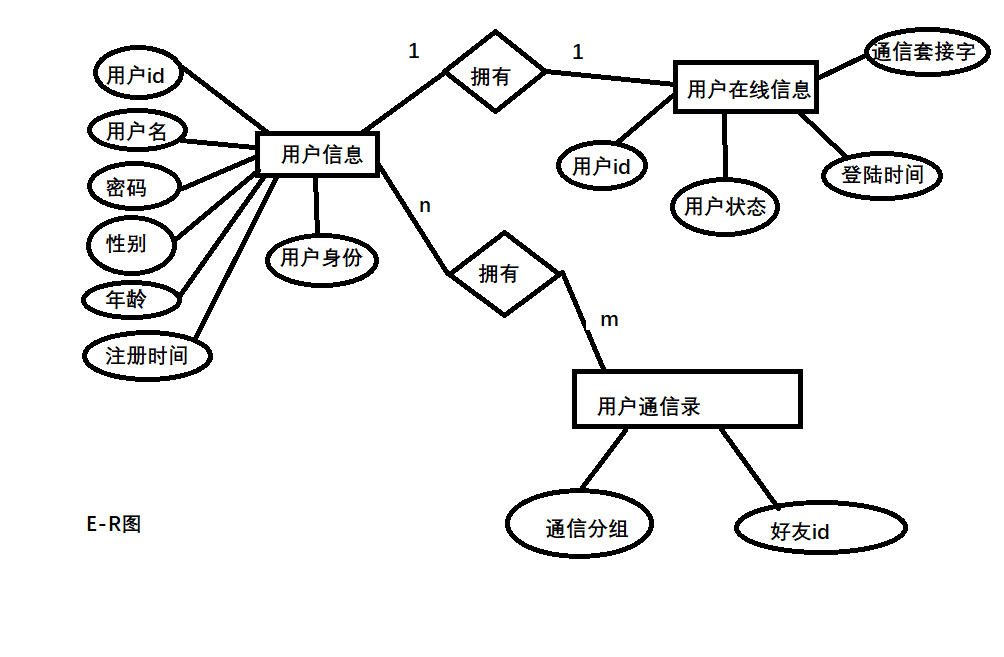 通信套接字
1
1
用户id
拥有
用户在线信息
用户名
用户信息
用户id
登陆时间
密码
n
用户状态
性别
用户身份
拥有
年龄
m
注册时间
用户通信录
E-R图
通信分组
好友id